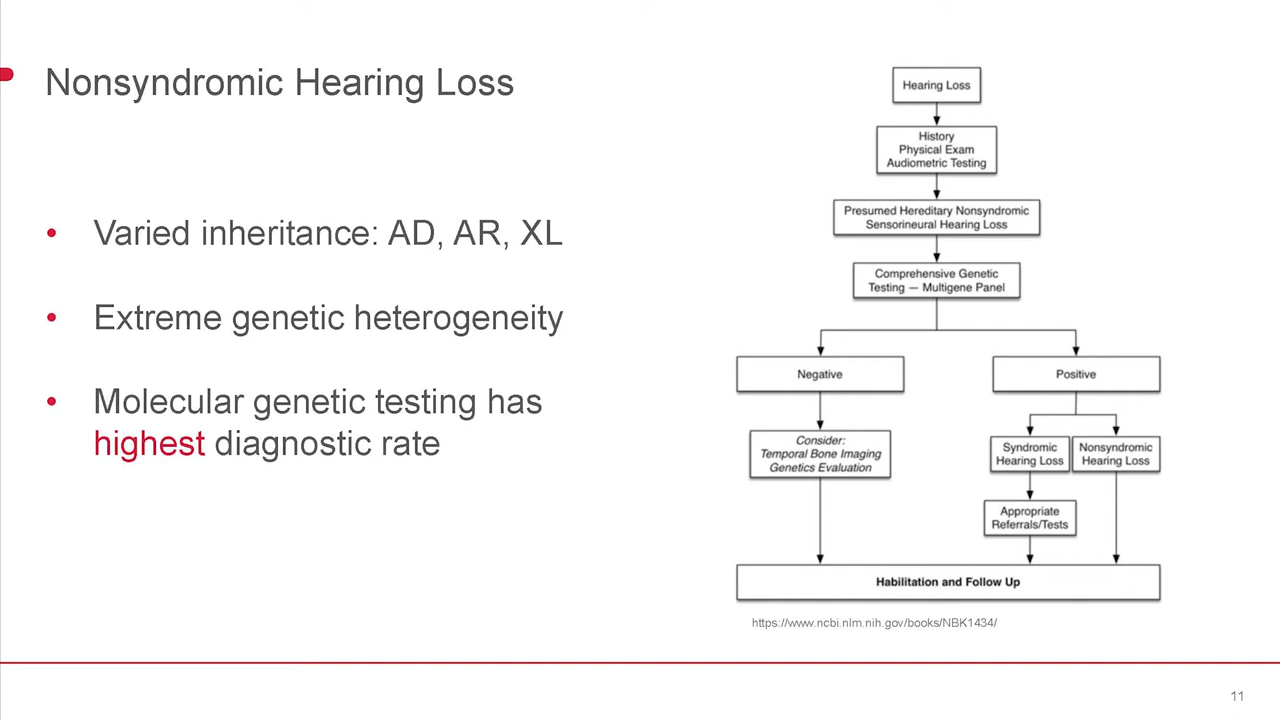 Nonsyndromic Hearing Loss
• Varied inheritance: AD, AR, XL
• Extreme genetic heterogeneity
• Molecular genetic testing has
highest diagnostic rate
Hearing Loss
History
Physical Exam
Audiometric Testing
Presumed Hereditary Nonsyndromic
Sensorineural Hearing Loss
Comprehensive Genetic
Testing — Multigene Panel
Negative
Positive
Consider:
Temporal Bone Imaging
Genetics Evaluation
Syndromic
Hearing Loss
Nonsyndromic
Hearing Loss
Appropriate
Referrals/Tests
Habilitation and Follow Up
https://www.ncbi.nlm.nih.gov/books/NBK1434/
11